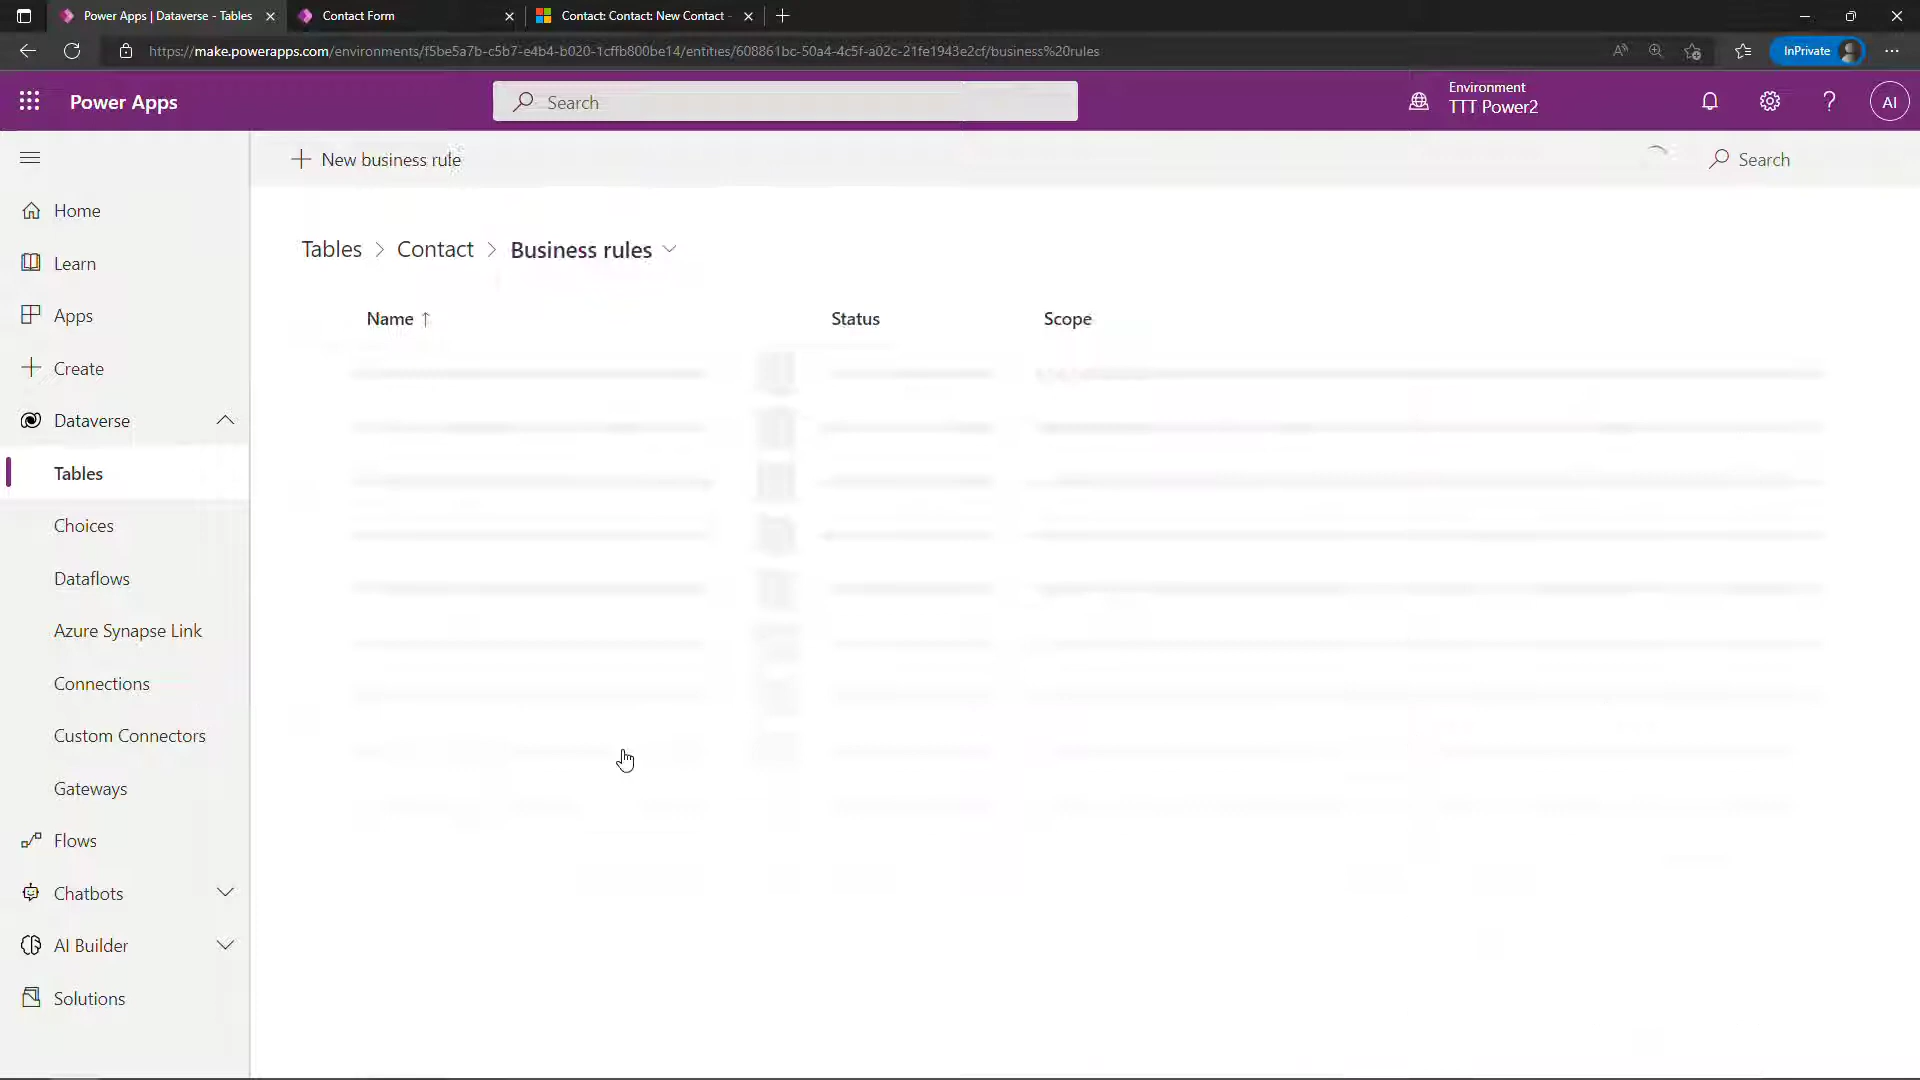 Power Apps | Dataverse - Tables
Contact Form
Contact: Contact: New Contact -
https://make.powerapps.com/environments/f5be5a7b-c5b7-e4b4-b020-1cffb800be14/entities/608861bc-50a4-4c5f-a02c-21fe1943e2cf/business%20rules
InPrivate
Power Apps
Search
Environment
TTT Power2
?
AI
New business rule
Search
Home
Learn
Apps
Create
Dataverse
Tables
Choices
Dataflows
Azure Synapse Link
Connections
Custom Connectors
Gateways
Flows
Chatbots
AI Builder
Solutions
Tables > Contact > Business rules
Name ↑ Status Scope